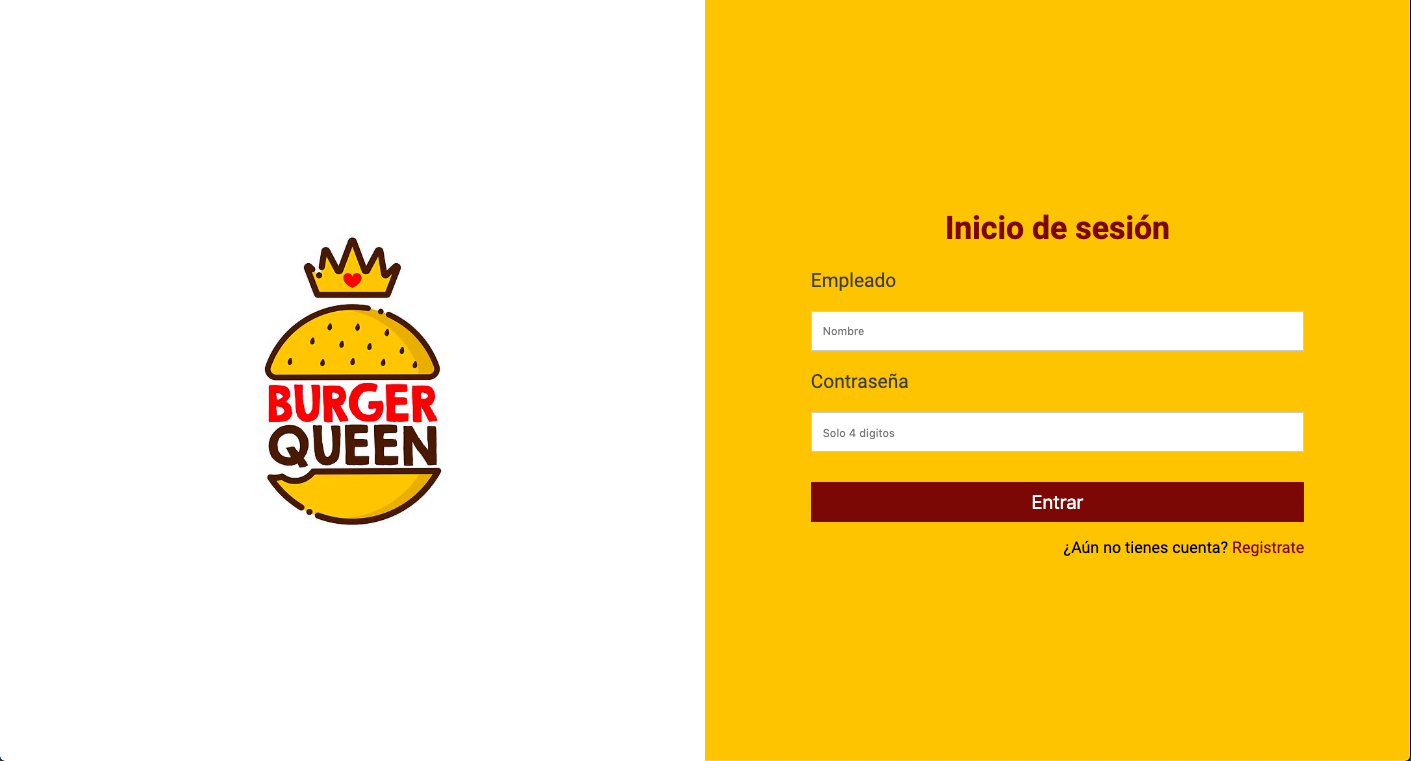 BURGER
QUEEN
Inicio de sesión
Empleado
Nombre
Contraseña
Solo 4 digitos
Entrar
¿Aún no tienes cuenta? Registrate